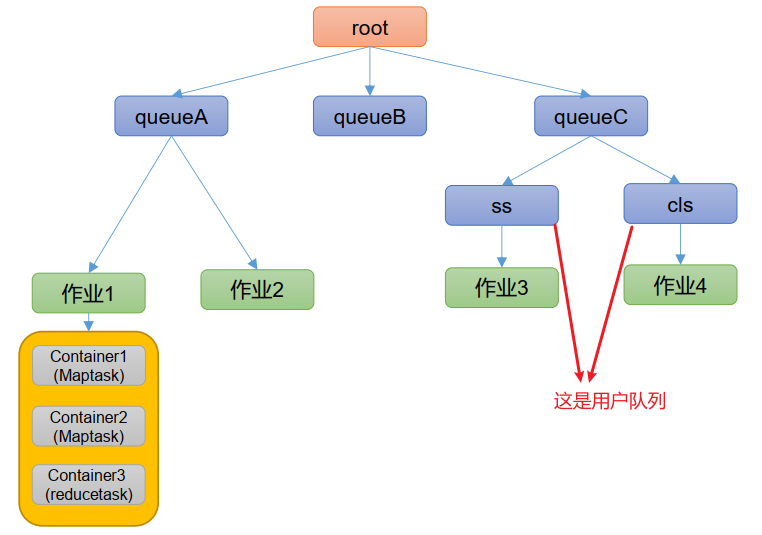 root
queueA
queueB
queueC
ss
cls
作业1
作业2
作业3
作业4
Container1
(Maptask)
Container2
(Maptask)
Container3
(reducetask)
这是用户队列